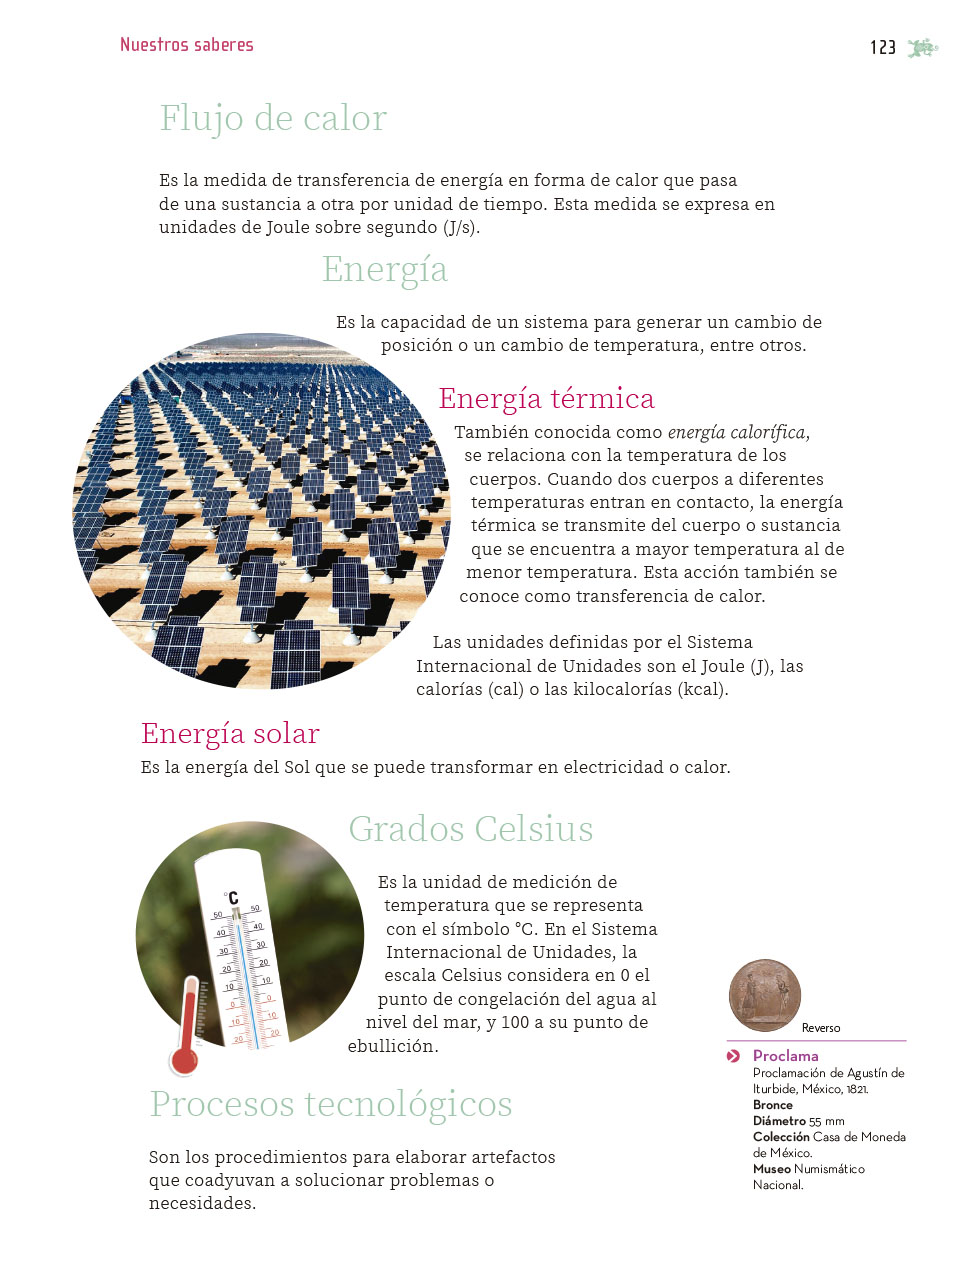 Nuestros saberes
123
Flujo de calor
Es la medida de transferencia de energía en forma de calor que pasa
de una sustancia a otra por unidad de tiempo. Esta medida se expresa en
unidades de Joule sobre segundo (J/s).
Energía
Es la capacidad de un sistema para generar un cambio de
posición o un cambio de temperatura, entre otros.
Energía térmica
También conocida como energía calorífica,
se relaciona con la temperatura de los
cuerpos. Cuando dos cuerpos a diferentes
temperaturas entran en contacto, la energía
térmica se transmite del cuerpo o sustancia
que se encuentra a mayor temperatura al de
menor temperatura. Esta acción también se
conoce como transferencia de calor.
Las unidades definidas por el Sistema
Internacional de Unidades son el Joule (J), las
calorías (cal) o las kilocalorías (kcal).
Energía solar
Es la energía del Sol que se puede transformar en electricidad o calor.
Grados Celsius
Es la unidad de medición de
temperatura que se representa
con el símbolo °C. En el Sistema
Internacional de Unidades, la
escala Celsius considera en 0 el
punto de congelación del agua al
nivel del mar, y 100 a su punto de
ebullición.
°C
50 50
40 40
30 30
20 20
10 10
0 0
10 10
20 20
Procesos tecnológicos
Son los procedimientos para elaborar artefactos
que coadyuvan a solucionar problemas o
necesidades.
Reverso
Proclama
Proclamación de Agustín de
Iturbide, México, 1821.
Bronce
Diámetro 55 mm
Colección Casa de Moneda
de México.
Museo Numismático
Nacional.